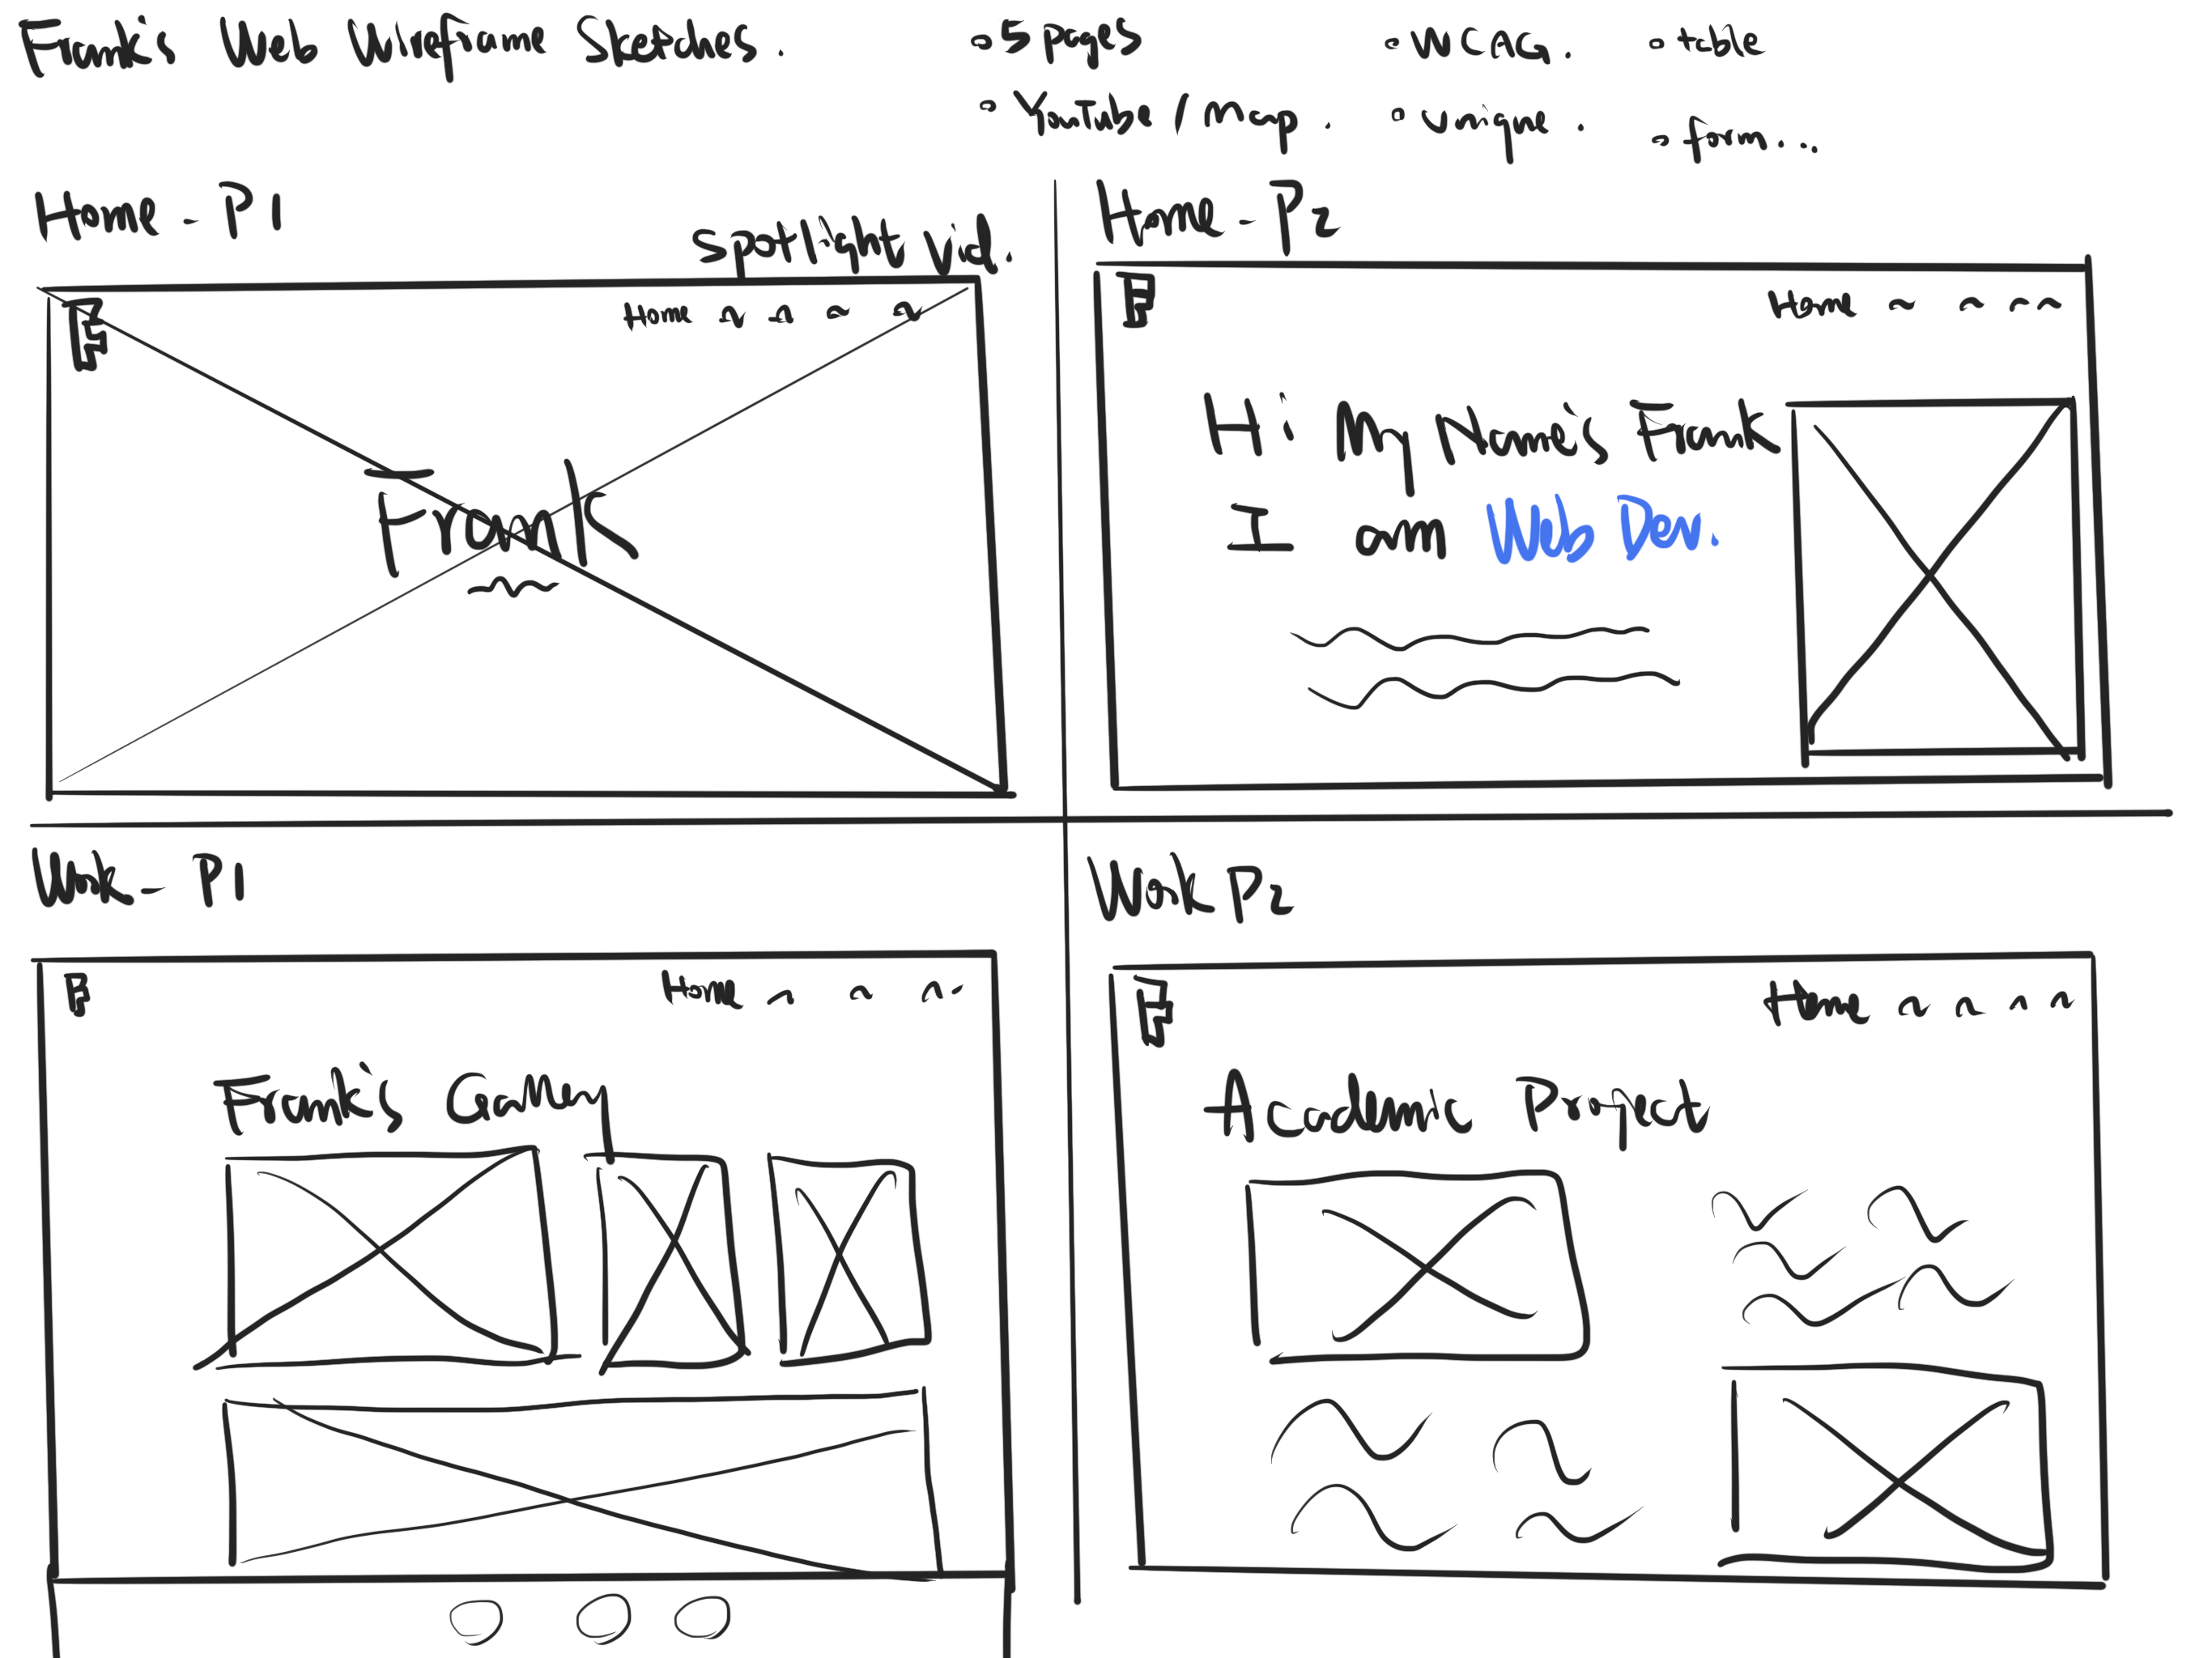 Frank's Web Wireframe Sketches.
5 pages
WCAG.
table
YouTube / Map.
unique.
form...
Home - P1
Spotlight vid.
F
Home
Frank
Home - P2
F
Home
Hi My Name's Frank
I am Web Dev.
Work - P1
F
Home
Frank's Gallery
Work P2
F
Home
Academic Project